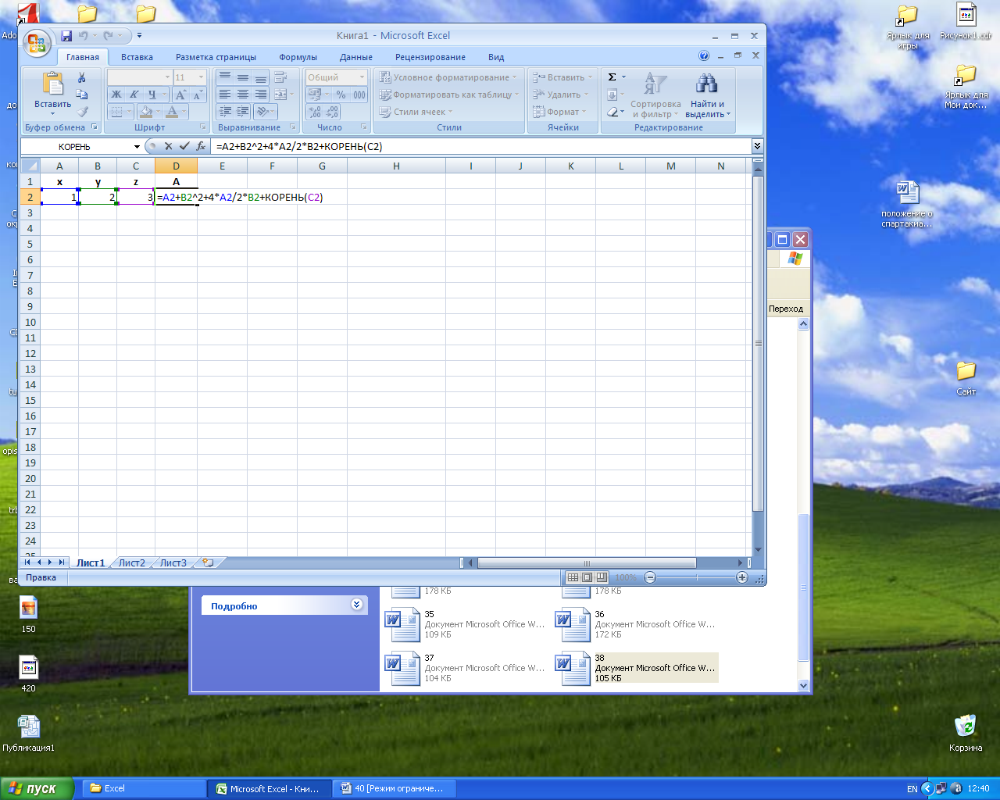 Книга1 - Microsoft Excel
Главная Вставка Разметка страницы Формулы Данные Рецензирование Вид
Вставить
11
Общий
Условное форматирование
Форматировать как таблицу
Стили ячеек
Вставить
Удалить
Формат
Σ
Сортировка и фильтр
Найти и выделить
Ж К Ч А А
% 000
Буфер обмена Шрифт Выравнивание Число Стили Ячейки Редактирование
КОРЕНЬ fx =A2+B2^2+4*A2/2*B2+КОРЕНЬ(C2)
A B C D E F G H I J K L M N
1 x y z A
2 1 2 3 =A2+B2^2+4*A2/2*B2+КОРЕНЬ(C2)
3
4
5
6
7
8
9
10
11
12
13
14
15
16
17
18
19
20
21
22
23
24
25
Лист1 Лист2 Лист3
Правка 100%
Переход
178 КБ 178 КБ
Подробно
35
Документ Microsoft Office W...
109 КБ
36
Документ Microsoft Office W...
172 КБ
37
Документ Microsoft Office W...
104 КБ
38
Документ Microsoft Office W...
105 КБ
Ярлык для игры
Рисунок1.cdr
Ярлык для Мои док...
положение о спартакиа...
Сайт
Корзина
150
420
Публикация1
пуск Excel Microsoft Excel - Кни... 40 [Режим ограниче... EN 12:40